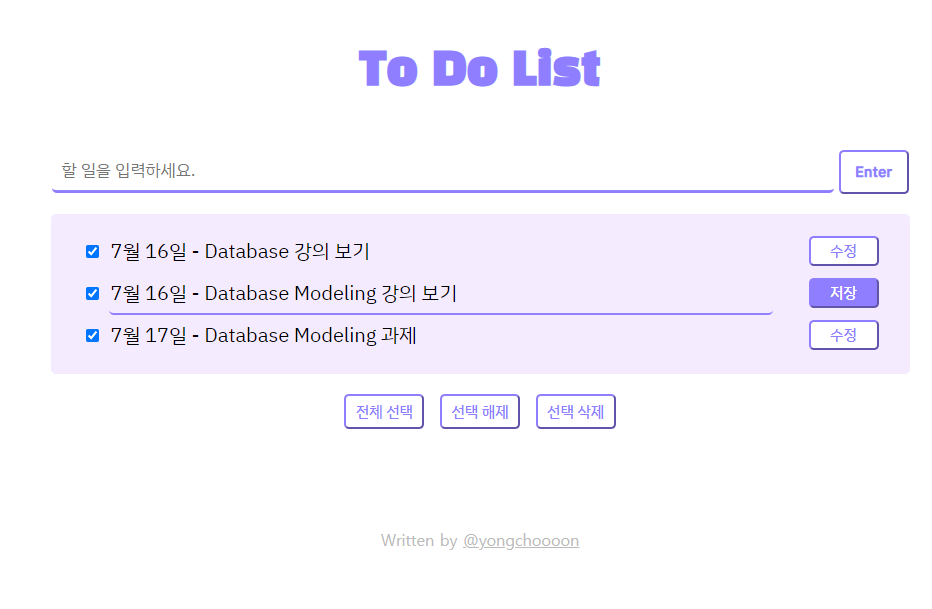 To Do List
할 일을 입력하세요. Enter
7월 16일 - Database 강의 보기 수정
7월 16일 - Database Modeling 강의 보기 저장
7월 17일 - Database Modeling 과제 수정
전체 선택 선택 해제 선택 삭제
Written by @yongchoooon